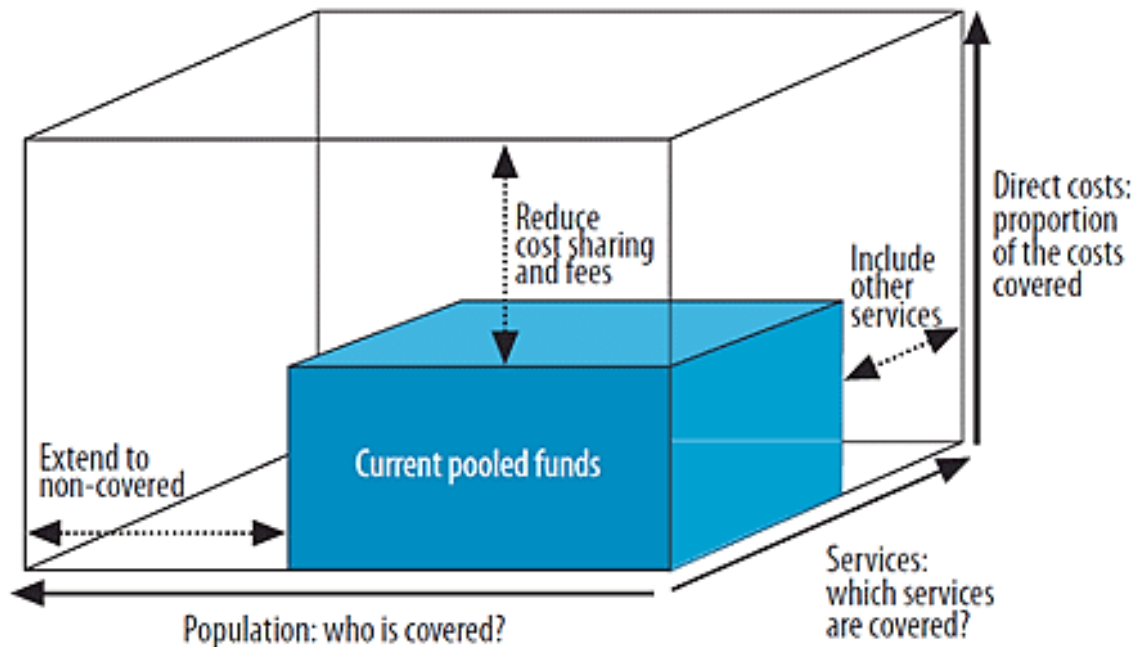 Reduce
cost sharing
and fees
Include
other
services
Direct costs:
proportion
of the costs
covered
Extend to
non-covered
Current pooled funds
Services:
which services
are covered?
Population: who is covered?